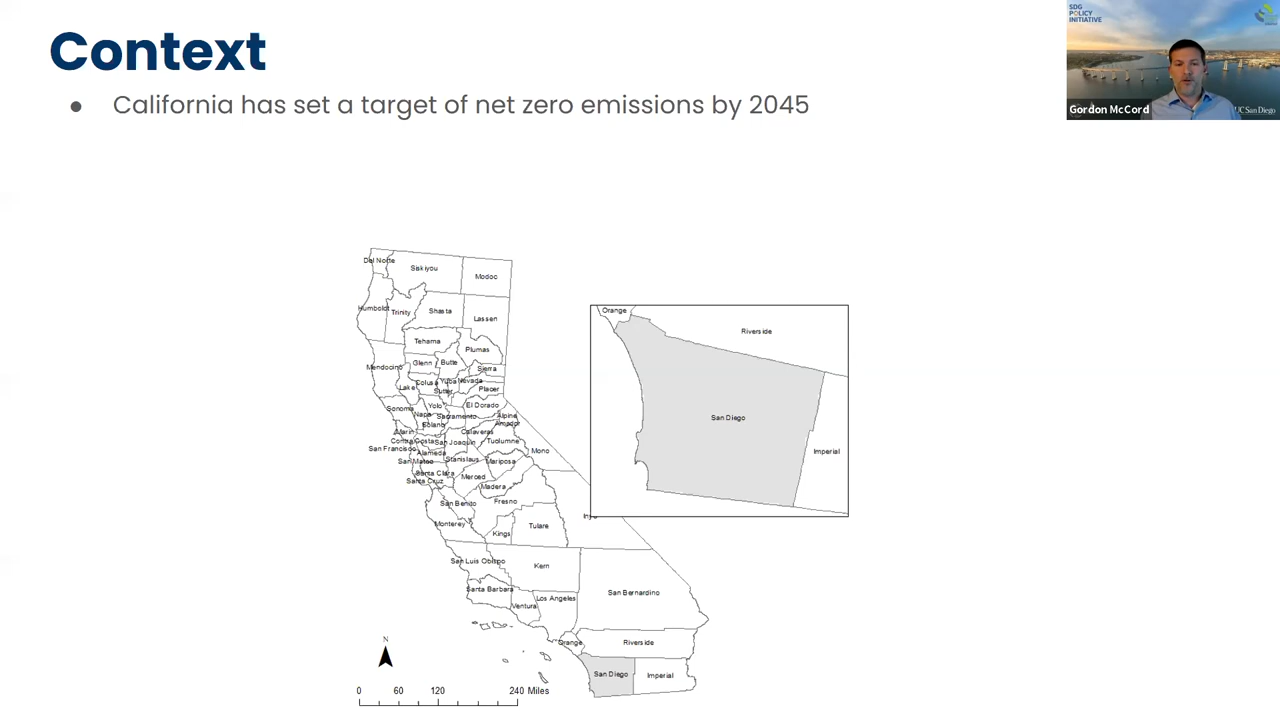 Context
● California has set a target of net zero emissions by 2045
SDG
POLICY
INITIATIVE
Gordon McCord
UC San Diego
Del Norte
Siskiyou
Modoc
Humboldt
Trinity
Shasta
Lassen
Tehama
Plumas
Mendocino
Glenn
Butte
Sierra
Lake
Colusa
Yuba
Nevada
Sutter
Placer
Sonoma
Napa
Yolo
El Dorado
Sacramento
Alpine
Amador
Solano
Marin
Calaveras
Contra Costa
San Joaquin
Tuolumne
San Francisco
Alameda
Mono
San Mateo
Stanislaus
Mariposa
Santa Clara
Santa Cruz
Merced
Madera
San Benito
Fresno
Monterey
Kings
Tulare
San Luis Obispo
Kern
Santa Barbara
Ventura
Los Angeles
San Bernardino
Orange
Riverside
San Diego
Imperial
Orange
Riverside
San Diego
Imperial
N
0 60 120 240 Miles